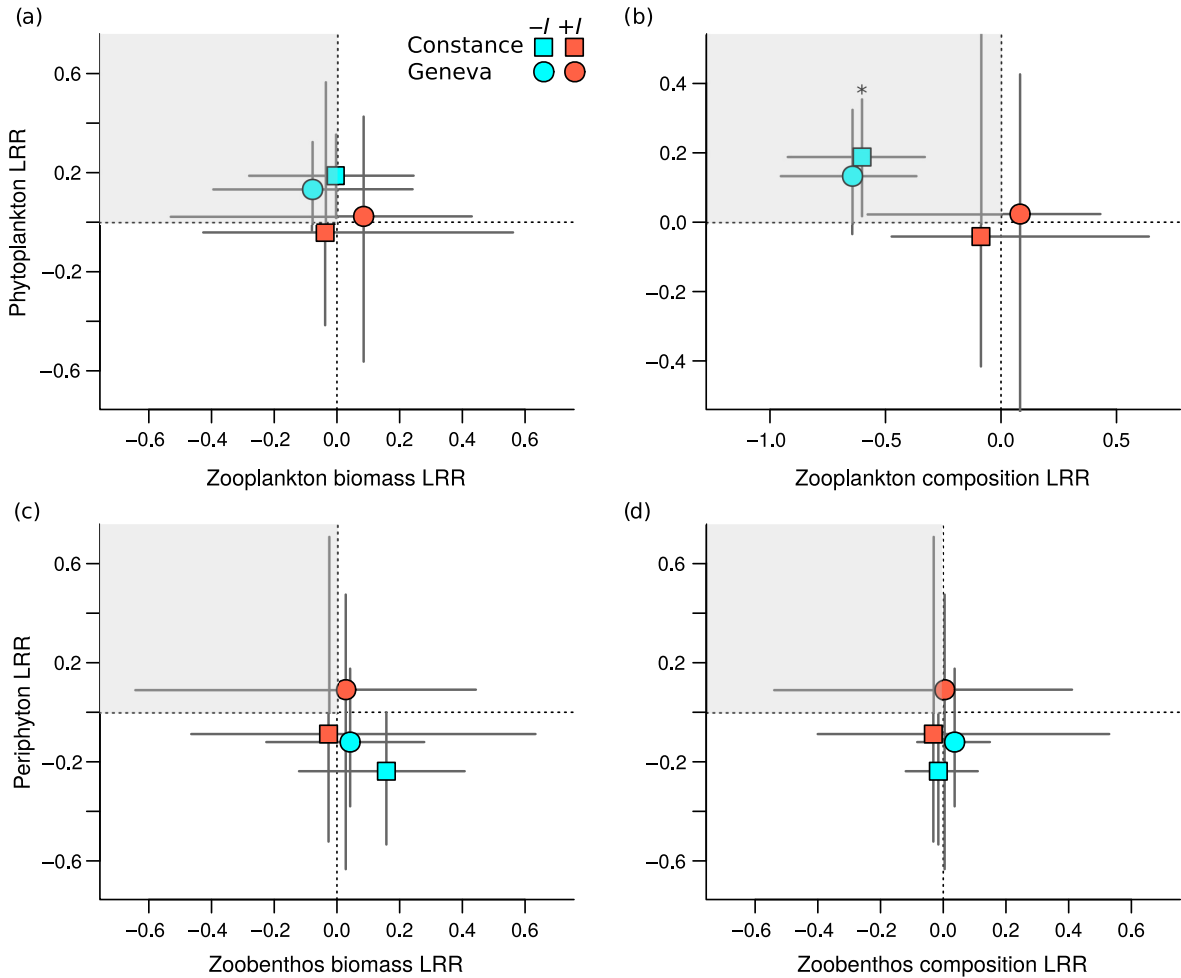 (a)
−I +I
Constance
Geneva
0.6
0.2
−0.2
−0.6
Phytoplankton LRR
−0.6 −0.4 −0.2 0.0 0.2 0.4 0.6
Zooplankton biomass LRR
(b)
*
0.4
0.2
0.0
−0.2
−0.4
−1.0 −0.5 0.0 0.5
Zooplankton composition LRR
(c)
0.6
0.2
−0.2
−0.6
Periphyton LRR
−0.6 −0.4 −0.2 0.0 0.2 0.4 0.6
Zoobenthos biomass LRR
(d)
0.6
0.2
−0.2
−0.6
−0.6 −0.4 −0.2 0.0 0.2 0.4 0.6
Zoobenthos composition LRR